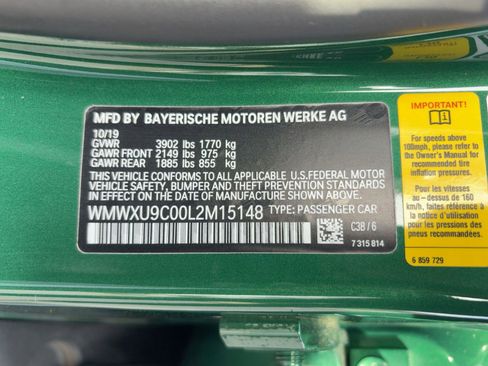 MFD BY BAYERISCHE MOTOREN WERKE AG
10/19
GVWR 3902 lbs 1770 kg
GAWR FRONT 2149 lbs 975 kg
GAWR REAR 1885 lbs 855 kg
THIS VEHICLE CONFORMS TO ALL APPLICABLE U.S.FEDERAL MOTOR
VEHICLE SAFETY, BUMPER AND THEFT PREVENTION STANDARDS
IN EFFECT ON THE DATE OF MANUFACTURE SHOWN ABOVE.
WMWXU9C00L2M15148 TYPE: PASSENGER CAR
C3B / 6
7 315 814
IMPORTANT!
For speeds above
100mph, please
refer to the
Owner's Manual for
recommended tire
inflation pressures.
Pour les vitesses
au - dessus de 160
km/h, vous
référer à la notice
d'utilisation pour
les pressions de
gonflage
recommandées.
6 859 729